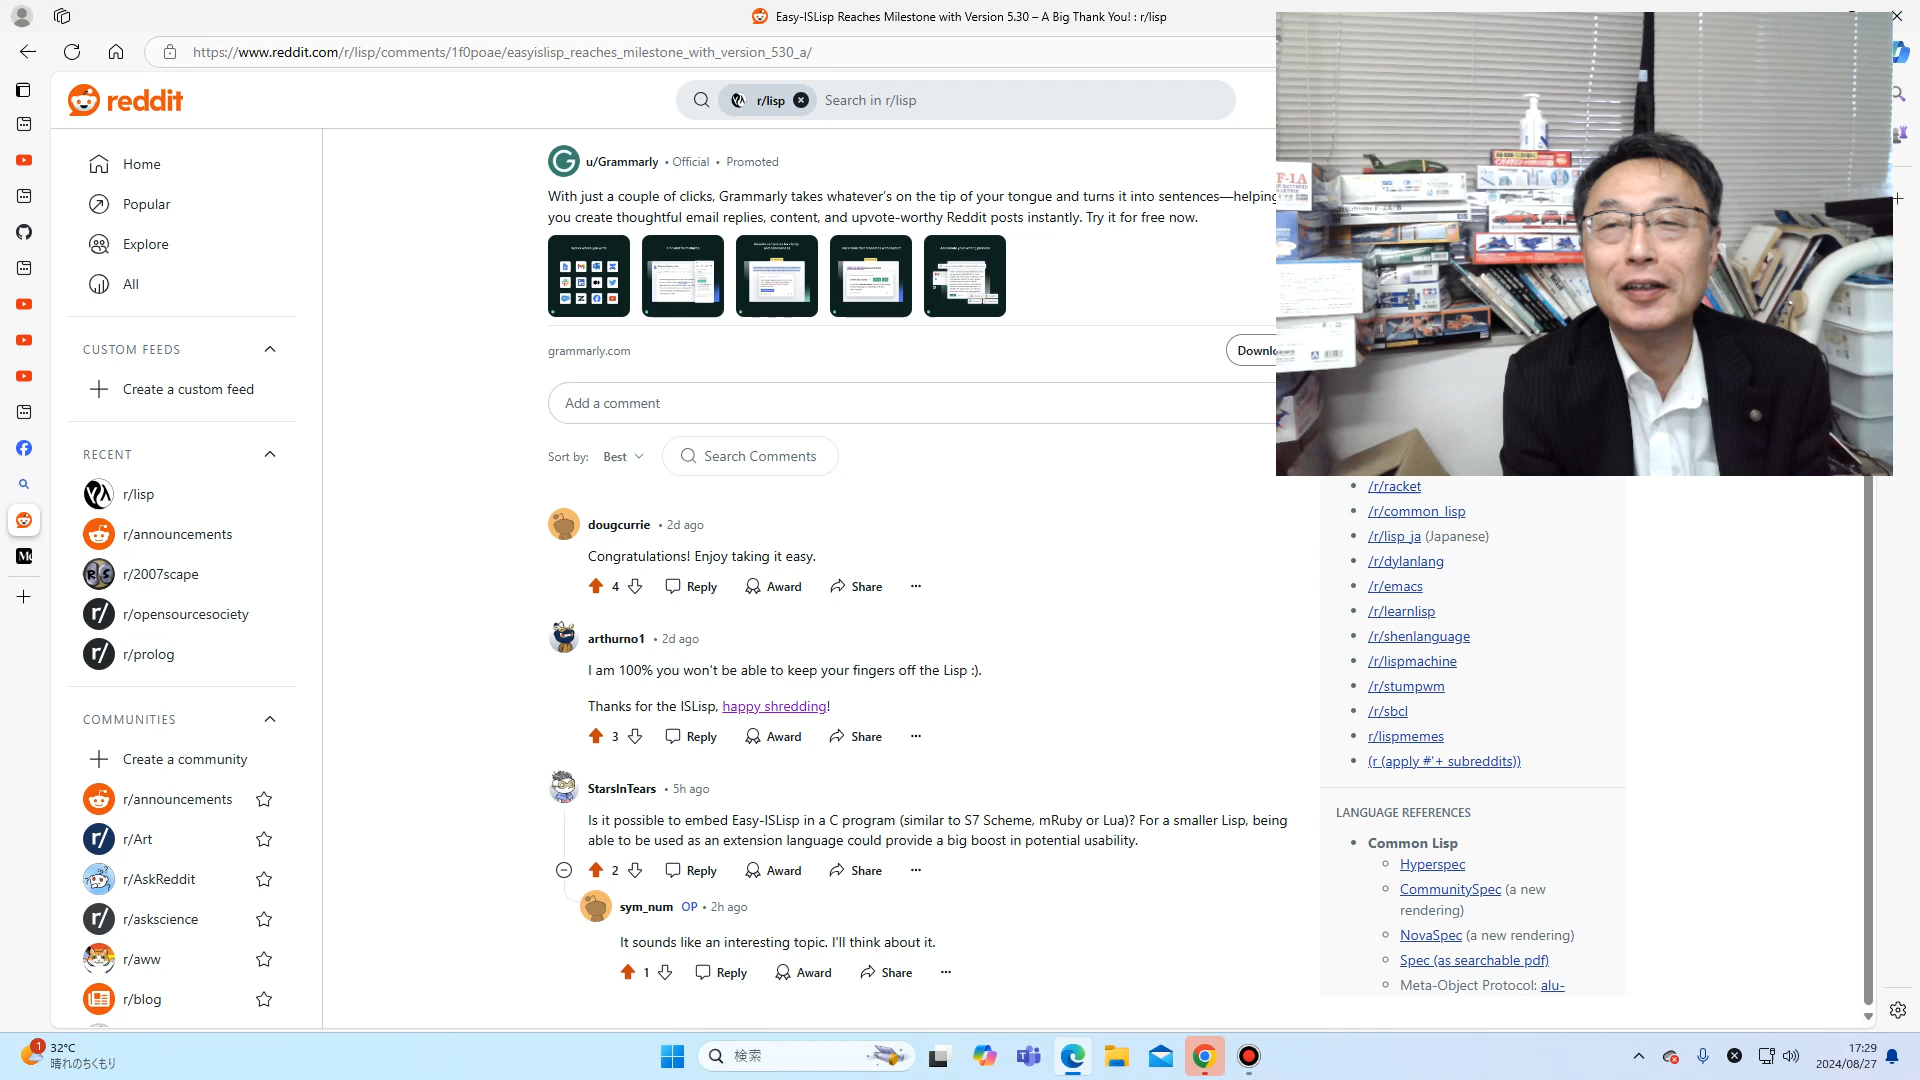 Easy-ISLisp Reaches Milestone with Version 5.30 – A Big Thank You! : r/lisp
https://www.reddit.com/r/lisp/comments/1f0poae/easyislisp_reaches_milestone_with_version_530_a/
reddit
r/lisp
Search in r/lisp
Home
Popular
Explore
All
CUSTOM FEEDS
Create a custom feed
RECENT
r/lisp
r/announcements
r/2007scape
r/opensourcesociety
r/prolog
COMMUNITIES
Create a community
r/announcements
r/Art
r/AskReddit
r/askscience
r/aww
r/blog
u/Grammarly • Official • Promoted
With just a couple of clicks, Grammarly takes whatever's on the tip of your tongue and turns it into sentences—helping
you create thoughtful email replies, content, and upvote-worthy Reddit posts instantly. Try it for free now.
grammarly.com
Downlo
Add a comment
Sort by: Best
Search Comments
dougcurrie • 2d ago
Congratulations! Enjoy taking it easy.
4 Reply Award Share
arthurno1 • 2d ago
I am 100% you won't be able to keep your fingers off the Lisp :).
Thanks for the ISLisp, happy shredding!
3 Reply Award Share
StarsInTears • 5h ago
Is it possible to embed Easy-ISLisp in a C program (similar to S7 Scheme, mRuby or Lua)? For a smaller Lisp, being
able to be used as an extension language could provide a big boost in potential usability.
2 Reply Award Share
sym_num OP • 2h ago
It sounds like an interesting topic. I'll think about it.
1 Reply Award Share
/r/racket
/r/common_lisp
/r/lisp_ja (Japanese)
/r/dylanlang
/r/emacs
/r/learnlisp
/r/shenlanguage
/r/lispmachine
/r/stumpwm
/r/sbcl
r/lispmemes
(r (apply #'+ subreddits))
LANGUAGE REFERENCES
Common Lisp
Hyperspec
CommunitySpec (a new
rendering)
NovaSpec (a new rendering)
Spec (as searchable pdf)
Meta-Object Protocol: alu-
F-1A
1
32°C
晴れのちくもり
検索
17:29
2024/08/27